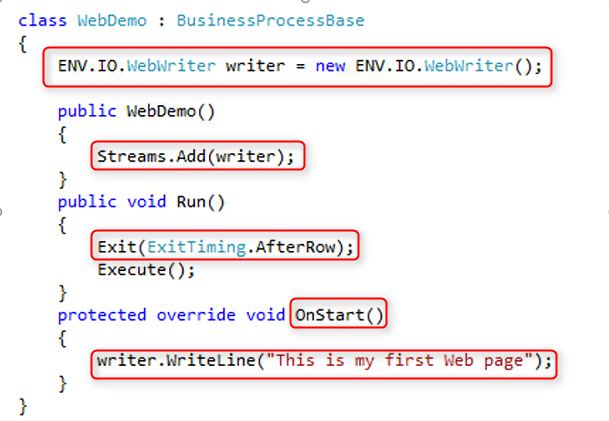 class WebDemo : BusinessProcessBase
{
ENV.IO.WebWriter writer = new ENV.IO.WebWriter();
public WebDemo()
{
Streams.Add(writer);
}
public void Run()
{
Exit(ExitTiming.AfterRow);
Execute();
}
protected override void OnStart()
{
writer.WriteLine("This is my first Web page");
}
}